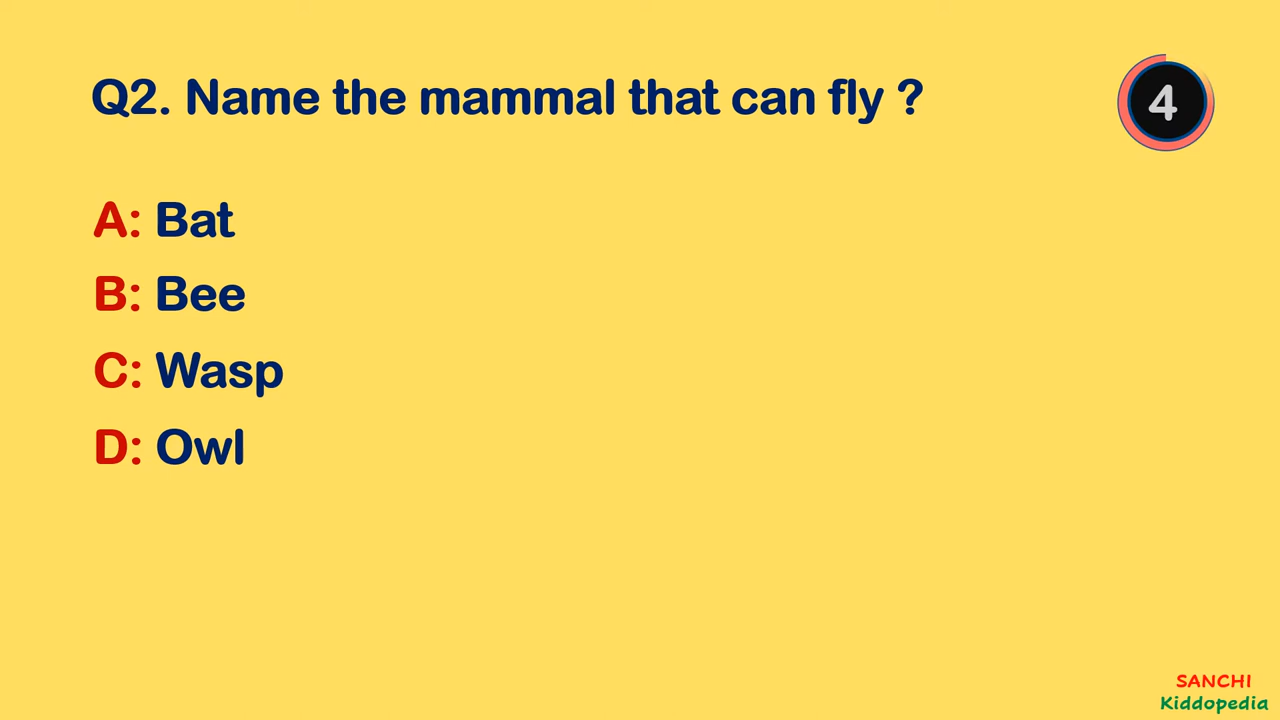 Q2. Name the mammal that can fly ?
4
A: Bat
B: Bee
C: Wasp
D: Owl
SANCHI
Kiddopedia